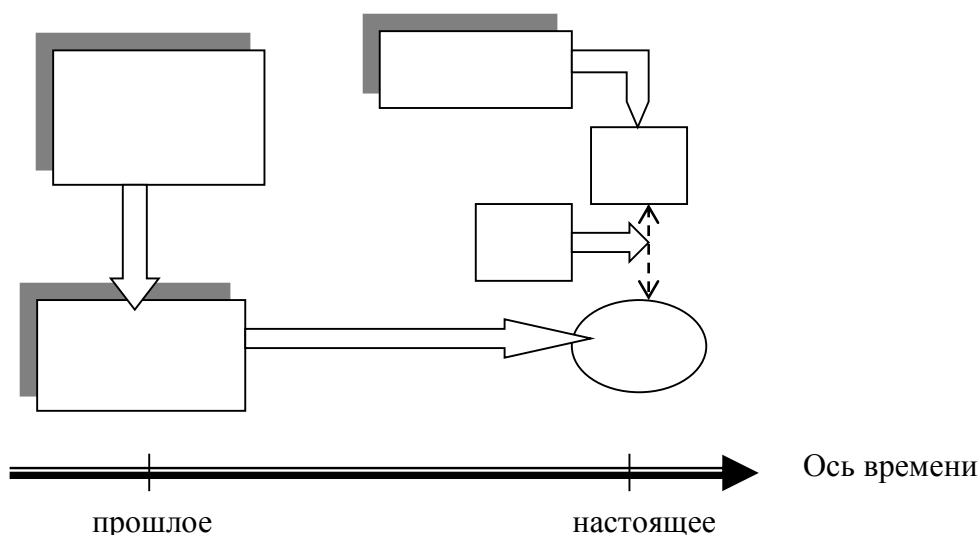 Ось времени
прошлое
настоящее